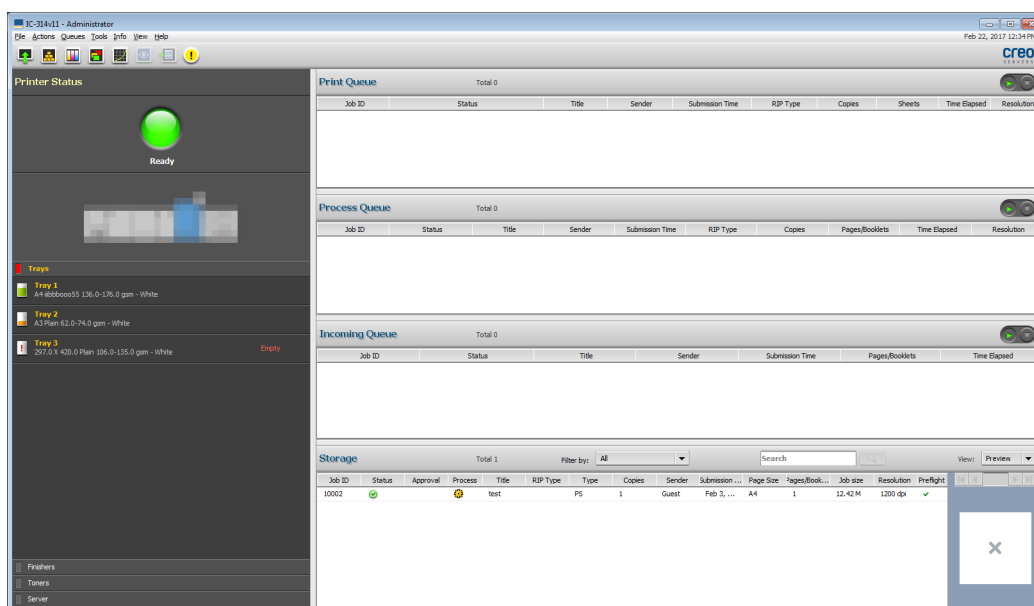 IC-314v11 - Administrator
File Actions Queues Tools Info View Help
Feb 22, 2017 12:34 PM
creo
SERVERS
Printer Status
Ready
Trays
Tray 1
A4 iibbbooo55 136.0-176.0 gsm - White
Tray 2
A3 Plain 62.0-74.0 gsm - White
Tray 3
297.0 X 420.0 Plain 106.0-135.0 gsm - White Empty
Finishers
Toners
Server
Print Queue Total 0
Job ID Status Title Sender Submission Time RIP Type Copies Sheets Time Elapsed Resolution
Process Queue Total 0
Job ID Status Title Sender Submission Time RIP Type Copies Pages/Booklets Time Elapsed Resolution
Incoming Queue Total 0
Job ID Status Title Sender Submission Time Pages/Booklets Time Elapsed
Storage Total 1 Filter by: All Search View: Preview
Job ID Status Approval Process Title RIP Type Type Copies Sender Submission ... Page Size Pages/Book... Job size Resolution Preflight
10002 test PS 1 Guest Feb 3, ... A4 1 12.42 M 1200 dpi